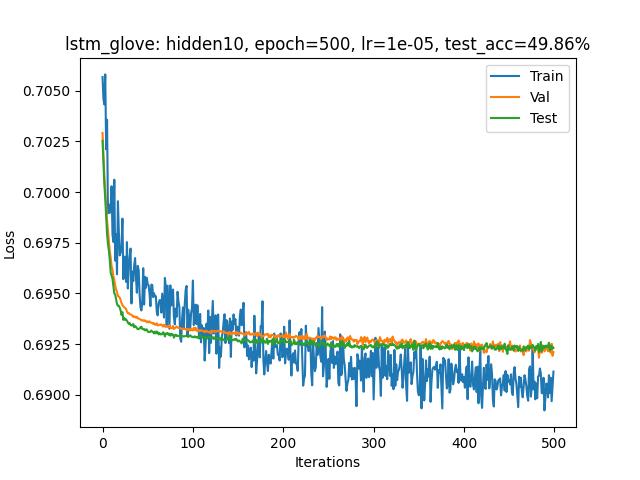 lstm_glove: hidden10, epoch=500, lr=1e-05, test_acc=49.86%
Train
Val
Test
Loss
0.7050
0.7025
0.7000
0.6975
0.6950
0.6925
0.6900
0 100 200 300 400 500
Iterations